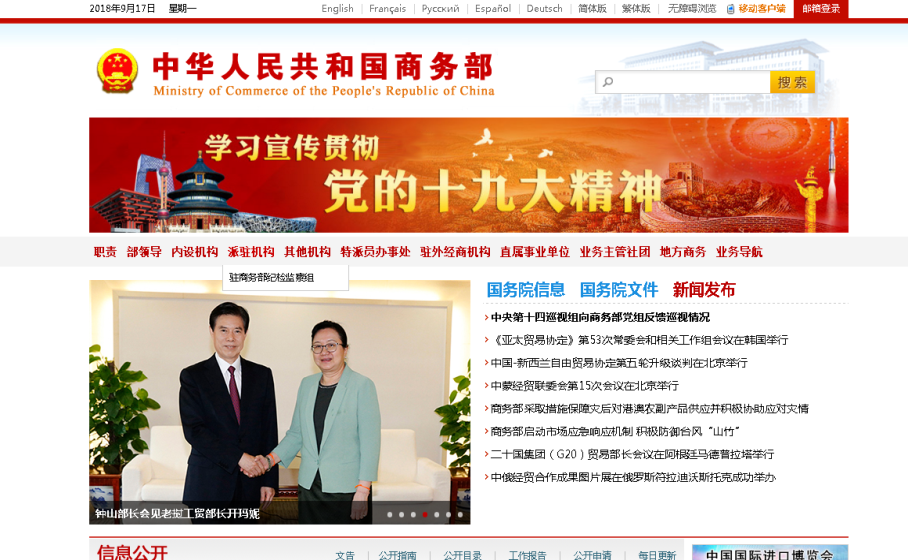 2018年9月17日 星期一 English Français Русский Español Deutsch 简体版 繁体版 无障碍浏览 移动客户端 邮箱登录
中华人民共和国商务部
Ministry of Commerce of the People's Republic of China
搜索
学习宣传贯彻
党的十九大精神
职责 部领导 内设机构 派驻机构 其他机构 特派员办事处 驻外经商机构 直属事业单位 业务主管社团 地方商务 业务导航
驻商务部纪检监察组
国务院信息 国务院文件 新闻发布
中央第十四巡视组向商务部党组反馈巡视情况
《亚太贸易协定》第53次常委会和相关工作组会议在韩国举行
中国-新西兰自由贸易协定第五轮升级谈判在北京举行
中蒙经贸联委会第15次会议在北京举行
商务部采取措施保障灾后对港澳农副产品供应并积极协助应对灾情
商务部启动市场应急响应机制 积极防御台风“山竹”
二十国集团（G20）贸易部长会议在阿根廷马德普拉塔举行
中俄经贸合作成果图片展在俄罗斯符拉迪沃斯托克成功举办
钟山部长会见老挝工贸部长开玛妮
信息公开 文告 公开指南 公开目录 工作报告 公开申请 每日更新
中国国际进口博览会